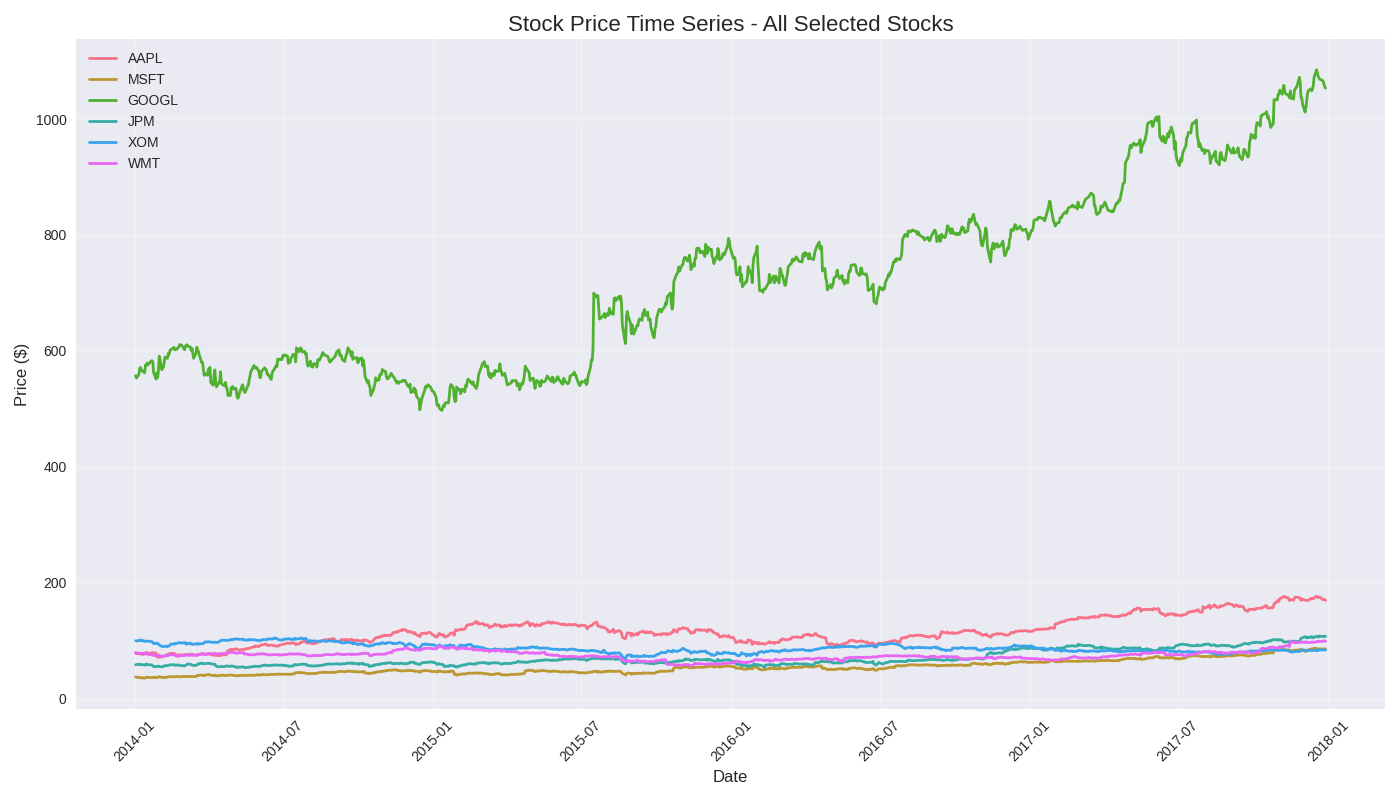 Stock Price Time Series - All Selected Stocks
AAPL
MSFT
GOOGL
JPM
XOM
WMT
Price ($)
1000
800
600
400
200
0
2014-01
2014-07
2015-01
2015-07
2016-01
2016-07
2017-01
2017-07
2018-01
Date